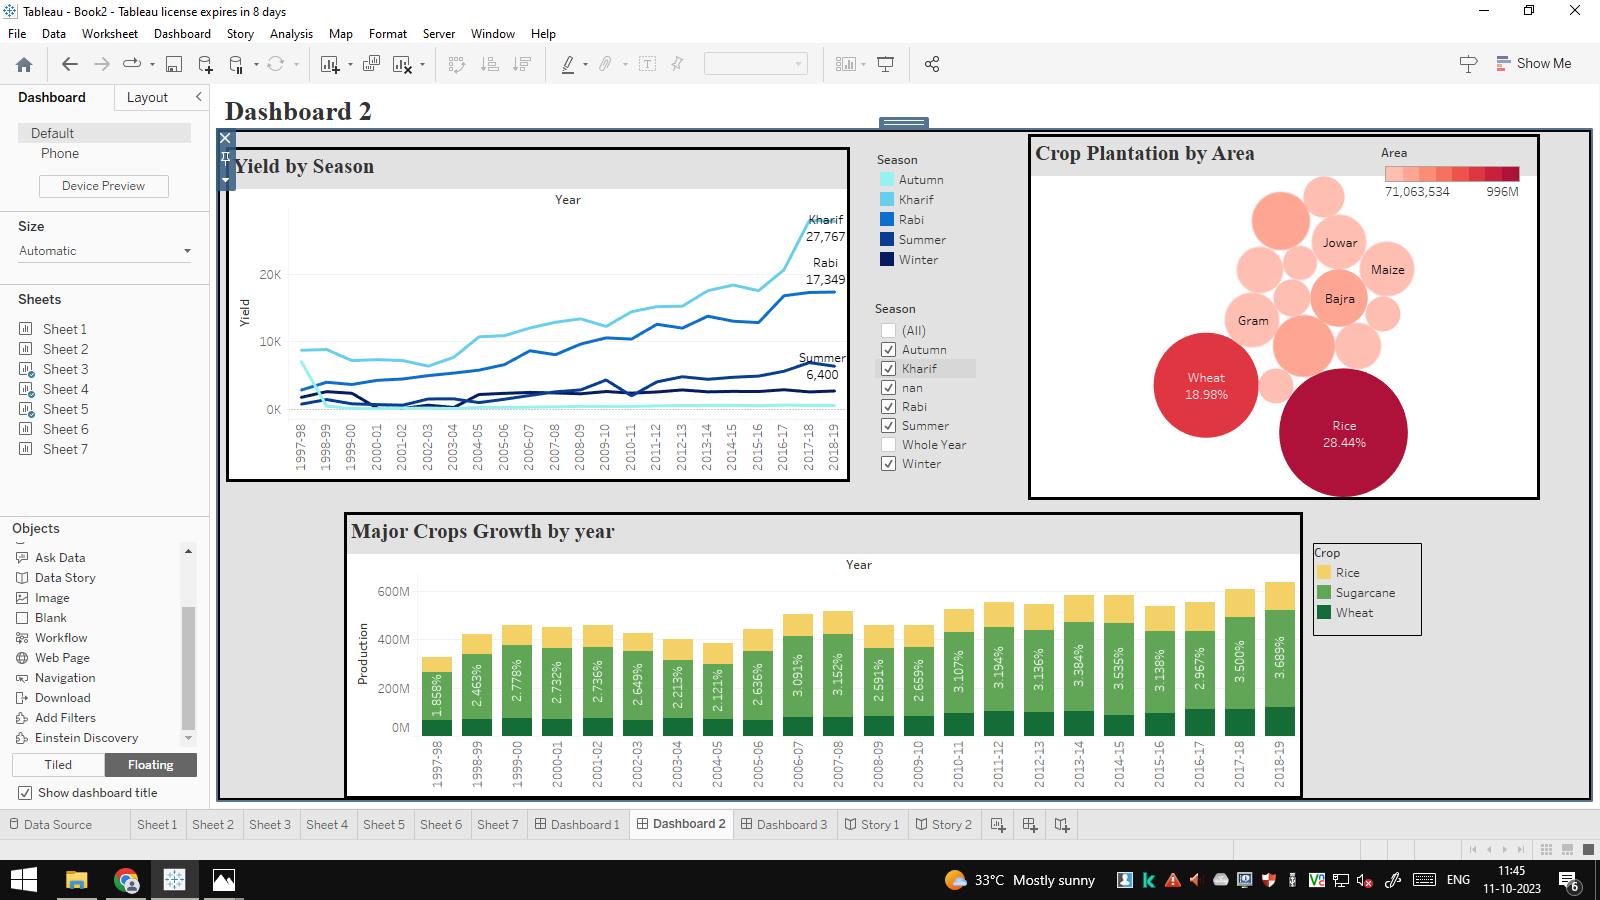 Tableau - Book2 - Tableau license expires in 8 days
File Data Worksheet Dashboard Story Analysis Map Format Server Window Help
Show Me
Dashboard Layout
Default
Phone
Device Preview
Size
Automatic
Sheets
Sheet 1
Sheet 2
Sheet 3
Sheet 4
Sheet 5
Sheet 6
Sheet 7
Objects
Ask Data
Data Story
Image
Blank
Workflow
Web Page
Navigation
Download
Add Filters
Einstein Discovery
Tiled Floating
Show dashboard title
Dashboard 2
Yield by Season
Year
Yield
20K
10K
0K
Kharif
27,767
Rabi
17,349
Summer
6,400
1997-98 1998-99 1999-00 2000-01 2001-02 2002-03 2003-04 2004-05 2005-06 2006-07 2007-08 2008-09 2009-10 2010-11 2011-12 2012-13 2013-14 2014-15 2015-16 2016-17 2017-18 2018-19
Season
Autumn
Kharif
Rabi
Summer
Winter
Season
(All)
Autumn
Kharif
nan
Rabi
Summer
Whole Year
Winter
Crop Plantation by Area
Area
71,063,534 996M
Jowar
Maize
Bajra
Gram
Wheat
18.98%
Rice
28.44%
Major Crops Growth by year
Year
Production
600M
400M
200M
0M
1.858% 2.463% 2.778% 2.732% 2.736% 2.649% 2.213% 2.121% 2.636% 3.091% 3.152% 2.591% 2.659% 3.107% 3.194% 3.136% 3.384% 3.535% 3.138% 2.967% 3.500% 3.689%
1997-98 1998-99 1999-00 2000-01 2001-02 2002-03 2003-04 2004-05 2005-06 2006-07 2007-08 2008-09 2009-10 2010-11 2011-12 2012-13 2013-14 2014-15 2015-16 2016-17 2017-18 2018-19
Crop
Rice
Sugarcane
Wheat
Data Source Sheet 1 Sheet 2 Sheet 3 Sheet 4 Sheet 5 Sheet 6 Sheet 7 Dashboard 1 Dashboard 2 Dashboard 3 Story 1 Story 2
33°C Mostly sunny
ENG
11:45
11-10-2023
6